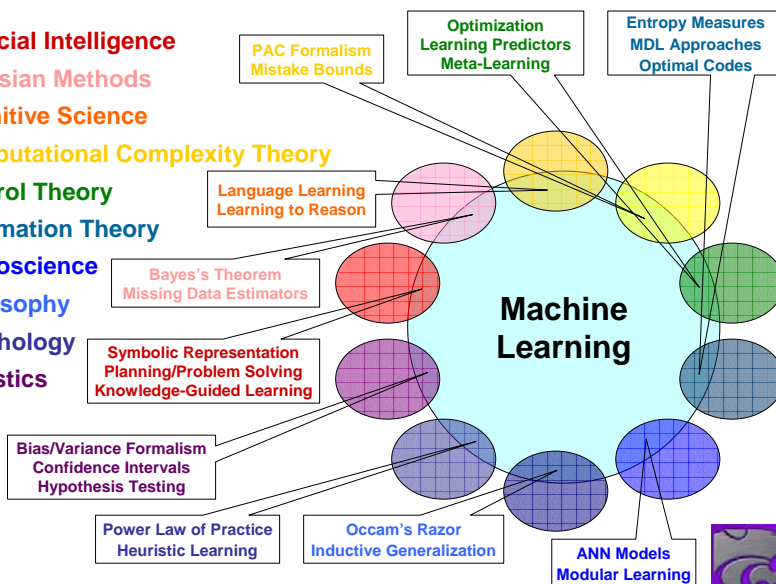 cial Intelligence
sian Methods
nitive Science
putational Complexity Theory
rol Theory
mation Theory
oscience
sophy
hology
stics
PAC Formalism
Mistake Bounds
Optimization
Learning Predictors
Meta-Learning
Entropy Measures
MDL Approaches
Optimal Codes
Language Learning
Learning to Reason
Bayes's Theorem
Missing Data Estimators
Symbolic Representation
Planning/Problem Solving
Knowledge-Guided Learning
Machine
Learning
Bias/Variance Formalism
Confidence Intervals
Hypothesis Testing
Power Law of Practice
Heuristic Learning
Occam's Razor
Inductive Generalization
ANN Models
Modular Learning